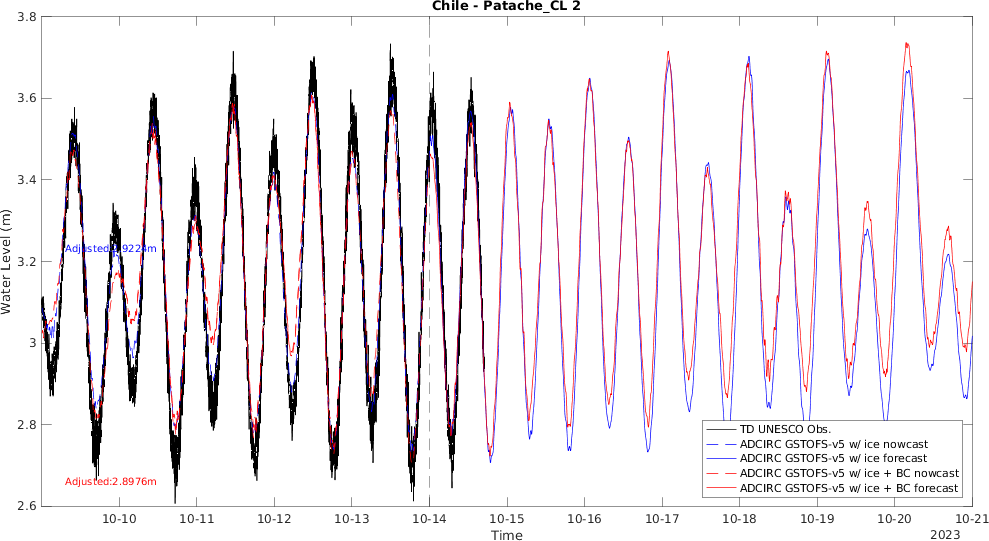 Chile - Patache_CL 2
3.8
3.6
3.4
3.2
3
2.8
2.6
Water Level (m)
Adjusted:2.8976m
TD UNESCO Obs.
ADCIRC GSTOFS-v5 w/ ice nowcast
ADCIRC GSTOFS-v5 w/ ice forecast
ADCIRC GSTOFS-v5 w/ ice + BC nowcast
ADCIRC GSTOFS-v5 w/ ice + BC forecast
10-10
10-11
10-12
10-13
10-14
10-15
10-16
10-17
10-18
10-19
10-20
10-21
Time
2023